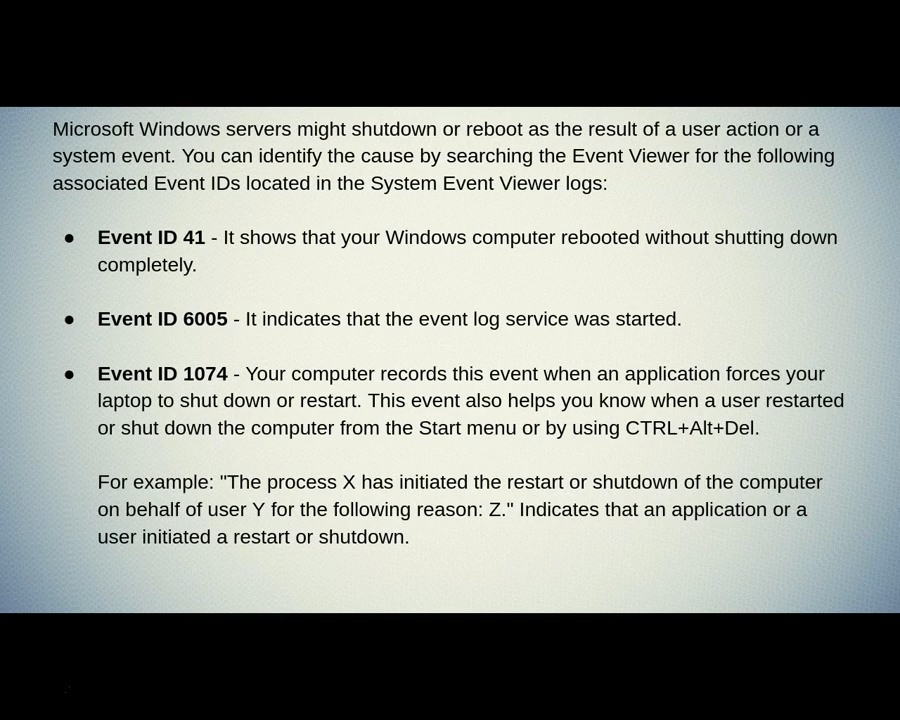 Microsoft Windows servers might shutdown or reboot as the result of a user action or a
system event. You can identify the cause by searching the Event Viewer for the following
associated Event IDs located in the System Event Viewer logs:
● Event ID 41 - It shows that your Windows computer rebooted without shutting down
completely.
● Event ID 6005 - It indicates that the event log service was started.
● Event ID 1074 - Your computer records this event when an application forces your
laptop to shut down or restart. This event also helps you know when a user restarted
or shut down the computer from the Start menu or by using CTRL+Alt+Del.
For example: "The process X has initiated the restart or shutdown of the computer
on behalf of user Y for the following reason: Z." Indicates that an application or a
user initiated a restart or shutdown.